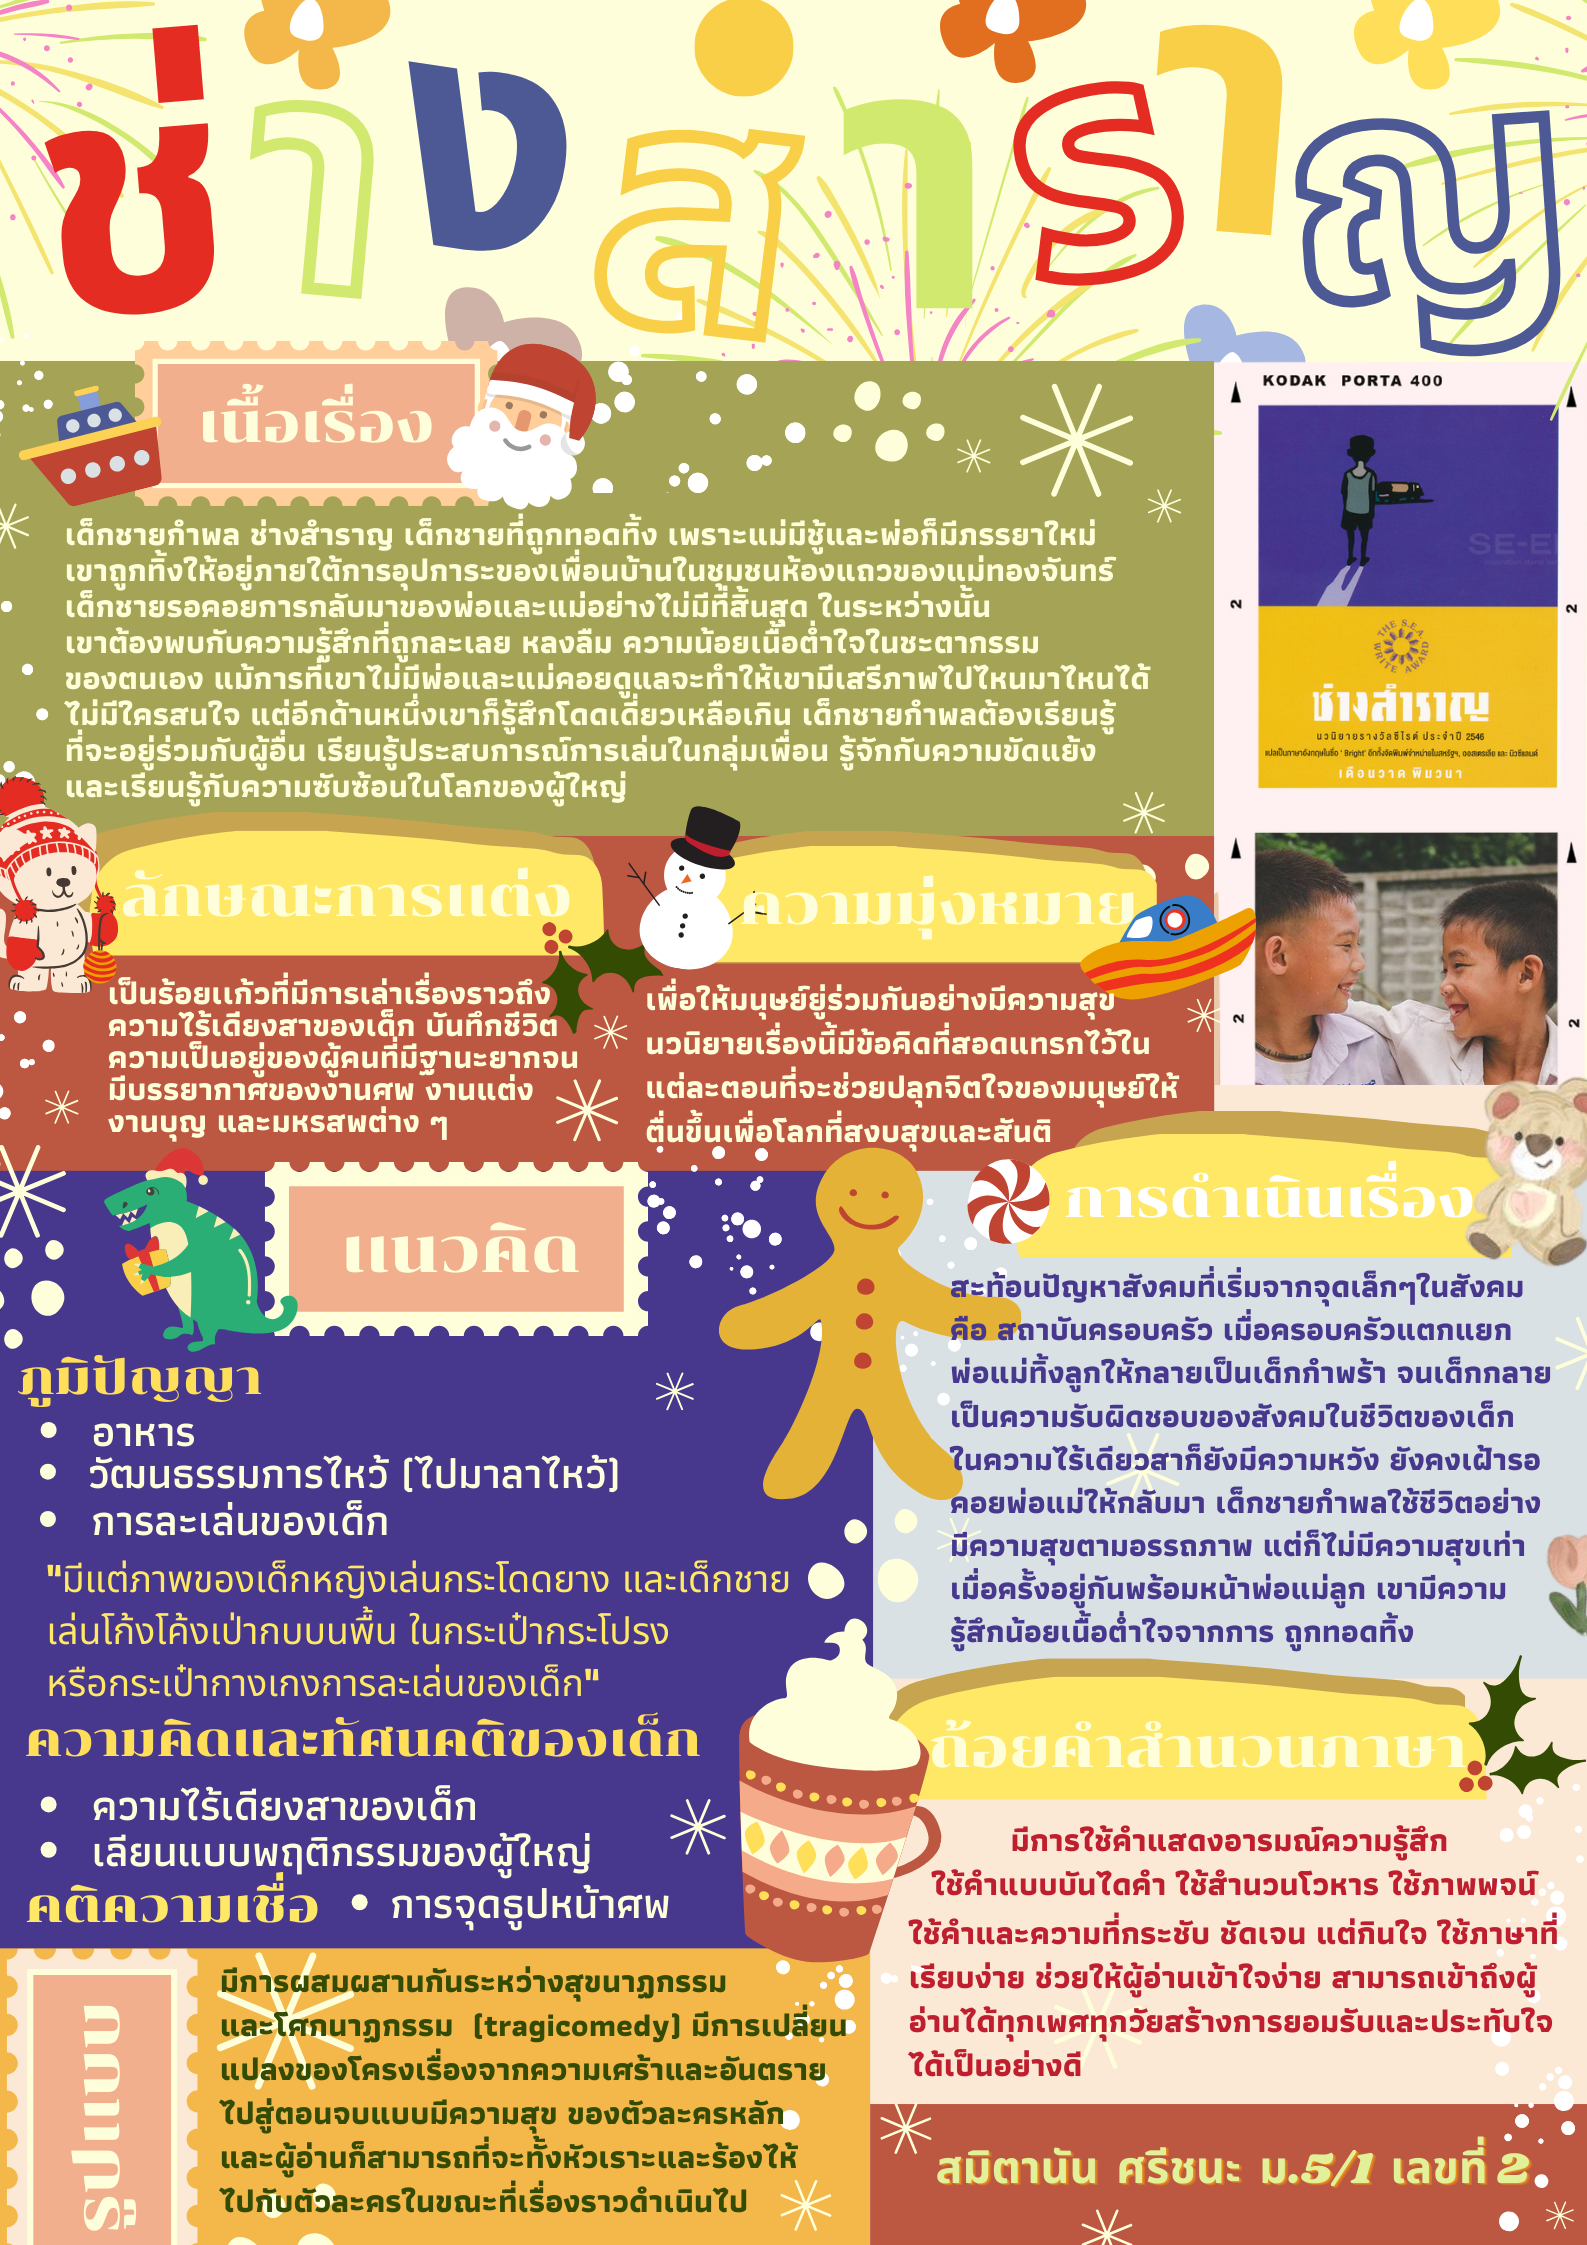 ช่างสำราญ
เนื้อเรื่อง
เด็กชายกำพล ช่างสำราญ เด็กชายที่ถูกทอดทิ้ง เพราะแม่มีชู้และพ่อก็มีภรรยาใหม่
เขาถูกทิ้งให้อยู่ภายใต้การอุปการะของเพื่อนบ้านในชุมชนห้องแถวของแม่ทองจันทร์
เด็กชายรอคอยการกลับมาของพ่อและแม่อย่างไม่มีที่สิ้นสุด ในระหว่างนั้น
เขาต้องพบกับความรู้สึกที่ถูกละเลย หลงลืม ความน้อยเนื้อต่ำใจในชะตากรรม
ของตนเอง แม้การที่เขาไม่มีพ่อและแม่คอยดูแลจะทำให้เขามีเสรีภาพไปไหนมาไหนได้
ไม่มีใครสนใจ แต่อีกด้านหนึ่งเขาก็รู้สึกโดดเดี่ยวเหลือเกิน เด็กชายกำพลต้องเรียนรู้
ที่จะอยู่ร่วมกับผู้อื่น เรียนรู้ประสบการณ์การเล่นในกลุ่มเพื่อน รู้จักกับความขัดแย้ง
และเรียนรู้กับความซับซ้อนในโลกของผู้ใหญ่
KODAK PORTA 400
2
2
SE-E
THE S.E.A. WRITE AWARD
ช่างสำราญ
นวนิยายรางวัลซีไรต์ ประจำปี 2546
แปลเป็นภาษาอังกฤษในชื่อ ' Bright' อีกทั้งจัดพิมพ์จำหน่ายในสหรัฐฯ, ออสเตรเลีย และ นิวซีแลนด์
เดือนวาด พิมวนา
2
2
ลักษณะการแต่ง
เป็นร้อยแก้วที่มีการเล่าเรื่องราวถึง
ความไร้เดียงสาของเด็ก บันทึกชีวิต
ความเป็นอยู่ของผู้คนที่มีฐานะยากจน
มีบรรยากาศของงานศพ งานแต่ง
งานบุญ และมหรสพต่าง ๆ
ความมุ่งหมาย
เพื่อให้มนุษย์ยู่ร่วมกันอย่างมีความสุข
นวนิยายเรื่องนี้มีข้อคิดที่สอดแทรกไว้ใน
แต่ละตอนที่จะช่วยปลุกจิตใจของมนุษย์ให้
ตื่นขึ้นเพื่อโลกที่สงบสุขและสันติ
แนวคิด
ภูมิปัญญา
• อาหาร
• วัฒนธรรมการไหว้ (ไปมาลาไหว้)
• การละเล่นของเด็ก
"มีแต่ภาพของเด็กหญิงเล่นกระโดดยาง และเด็กชาย
เล่นโก้งโค้งเป่ากบบนพื้น ในกระเป๋ากระโปรง
หรือกระเป๋ากางเกงการละเล่นของเด็ก"
ความคิดและทัศนคติของเด็ก
• ความไร้เดียงสาของเด็ก
• เลียนแบบพฤติกรรมของผู้ใหญ่
คติความเชื่อ • การจุดธูปหน้าศพ
การดำเนินเรื่อง
สะท้อนปัญหาสังคมที่เริ่มจากจุดเล็กๆในสังคม
คือ สถาบันครอบครัว เมื่อครอบครัวแตกแยก
พ่อแม่ทิ้งลูกให้กลายเป็นเด็กกำพร้า จนเด็กกลาย
เป็นความรับผิดชอบของสังคมในชีวิตของเด็ก
ในความไร้เดียวสาก็ยังมีความหวัง ยังคงเฝ้ารอ
คอยพ่อแม่ให้กลับมา เด็กชายกำพลใช้ชีวิตอย่าง
มีความสุขตามอรรถภาพ แต่ก็ไม่มีความสุขเท่า
เมื่อครั้งอยู่กันพร้อมหน้าพ่อแม่ลูก เขามีความ
รู้สึกน้อยเนื้อต่ำใจจากการ ถูกทอดทิ้ง
ถ้อยคำสำนวนภาษา
มีการใช้คำแสดงอารมณ์ความรู้สึก
ใช้คำแบบบันไดคำ ใช้สำนวนโวหาร ใช้ภาพพจน์
ใช้คำและความที่กระชับ ชัดเจน แต่กินใจ ใช้ภาษาที่
เรียบง่าย ช่วยให้ผู้อ่านเข้าใจง่าย สามารถเข้าถึงผู้
อ่านได้ทุกเพศทุกวัยสร้างการยอมรับและประทับใจ
ได้เป็นอย่างดี
รูปแบบ
มีการผสมผสานกันระหว่างสุขนาฏกรรม
และโศกนาฏกรรม (tragicomedy) มีการเปลี่ยน
แปลงของโครงเรื่องจากความเศร้าและอันตราย
ไปสู่ตอนจบแบบมีความสุข ของตัวละครหลัก
และผู้อ่านก็สามารถที่จะทั้งหัวเราะและร้องไห้
ไปกับตัวละครในขณะที่เรื่องราวดำเนินไป
สมิตานัน ศรีชนะ ม.5/1 เลขที่ 2